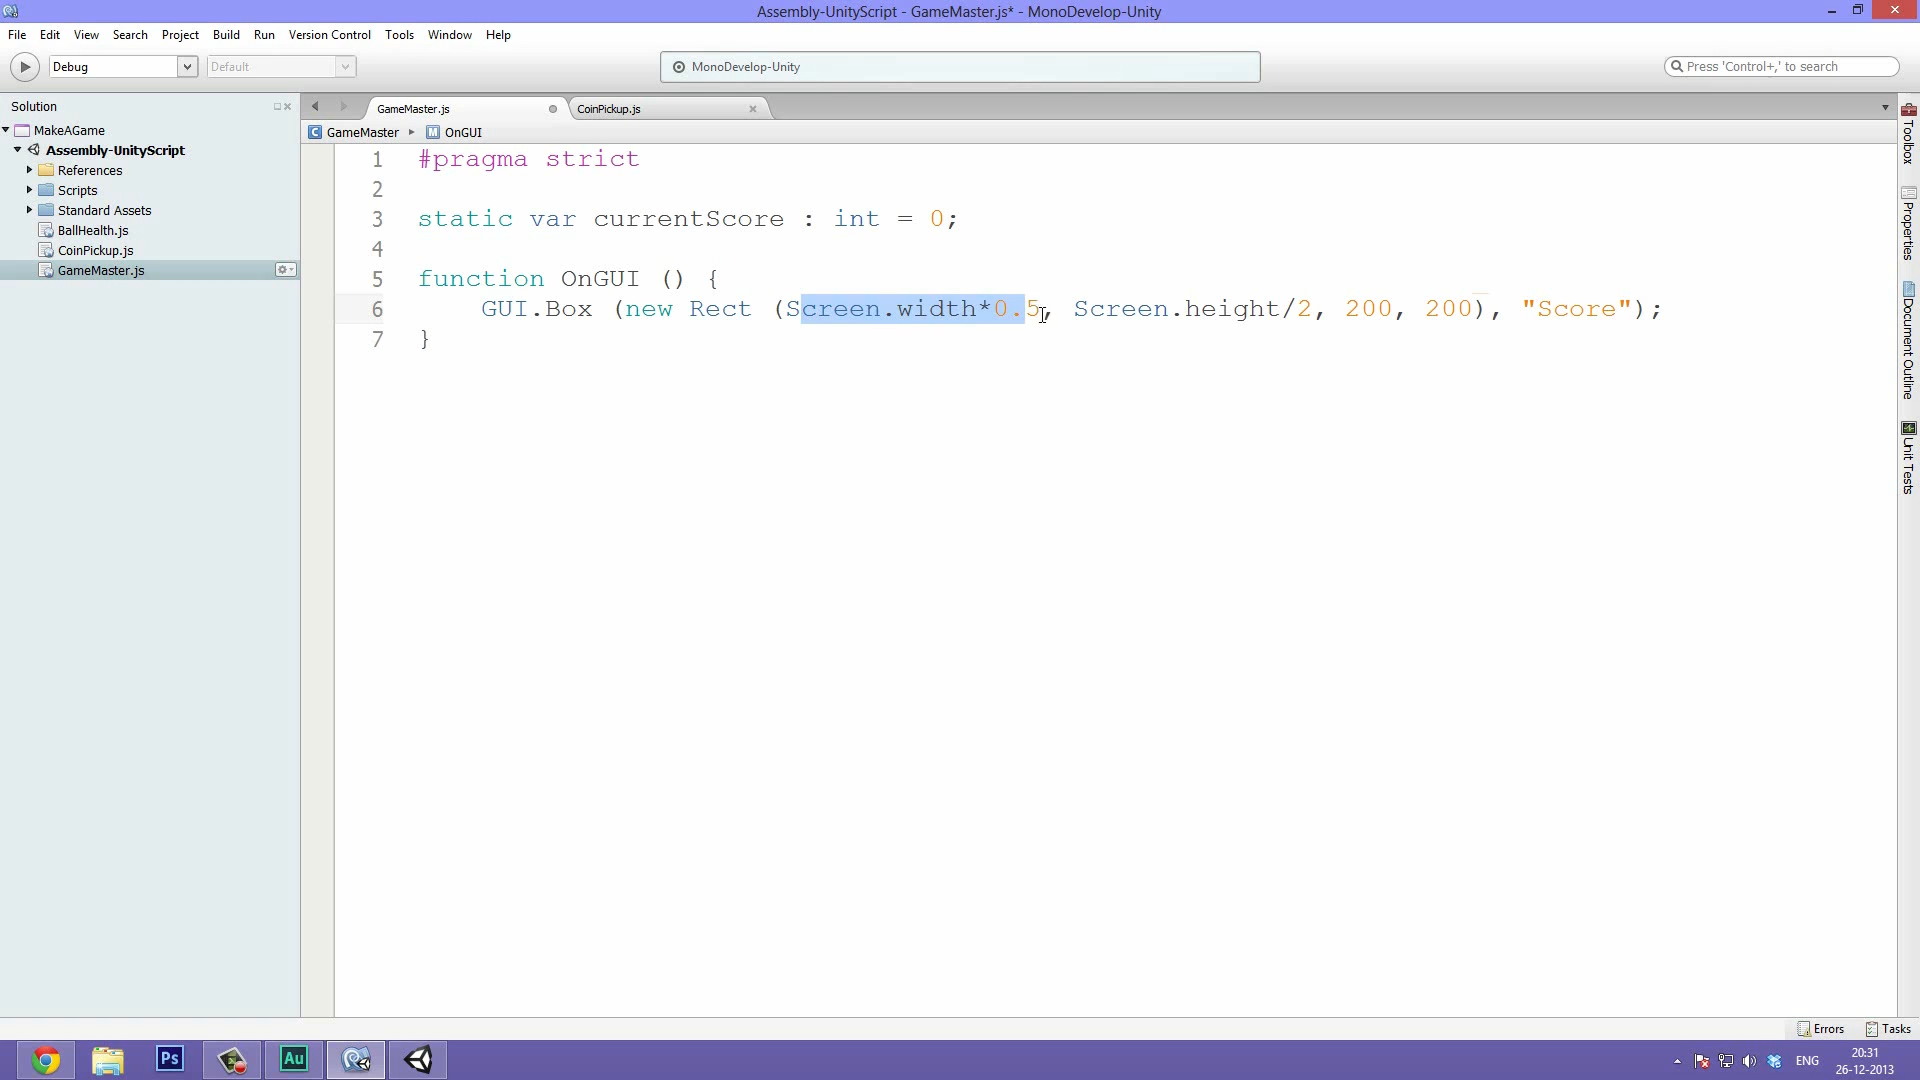 Assembly-UnityScript - GameMaster.js* - MonoDevelop-Unity
File Edit View Search Project Build Run Version Control Tools Window Help
Debug Default MonoDevelop-Unity Press 'Control+,' to search
Solution
GameMaster.js CoinPickup.js
MakeAGame
GameMaster OnGUI
Assembly-UnityScript
References
Scripts
Standard Assets
BallHealth.js
CoinPickup.js
GameMaster.js
1 #pragma strict
2
3 static var currentScore : int = 0;
4
5 function OnGUI () {
6 GUI.Box (new Rect (Screen.width*0.5, Screen.height/2, 200, 200), "Score");
7 }
Toolbox
Properties
Document Outline
Unit Tests
Errors Tasks
Ps Au ENG 20:31
26-12-2013